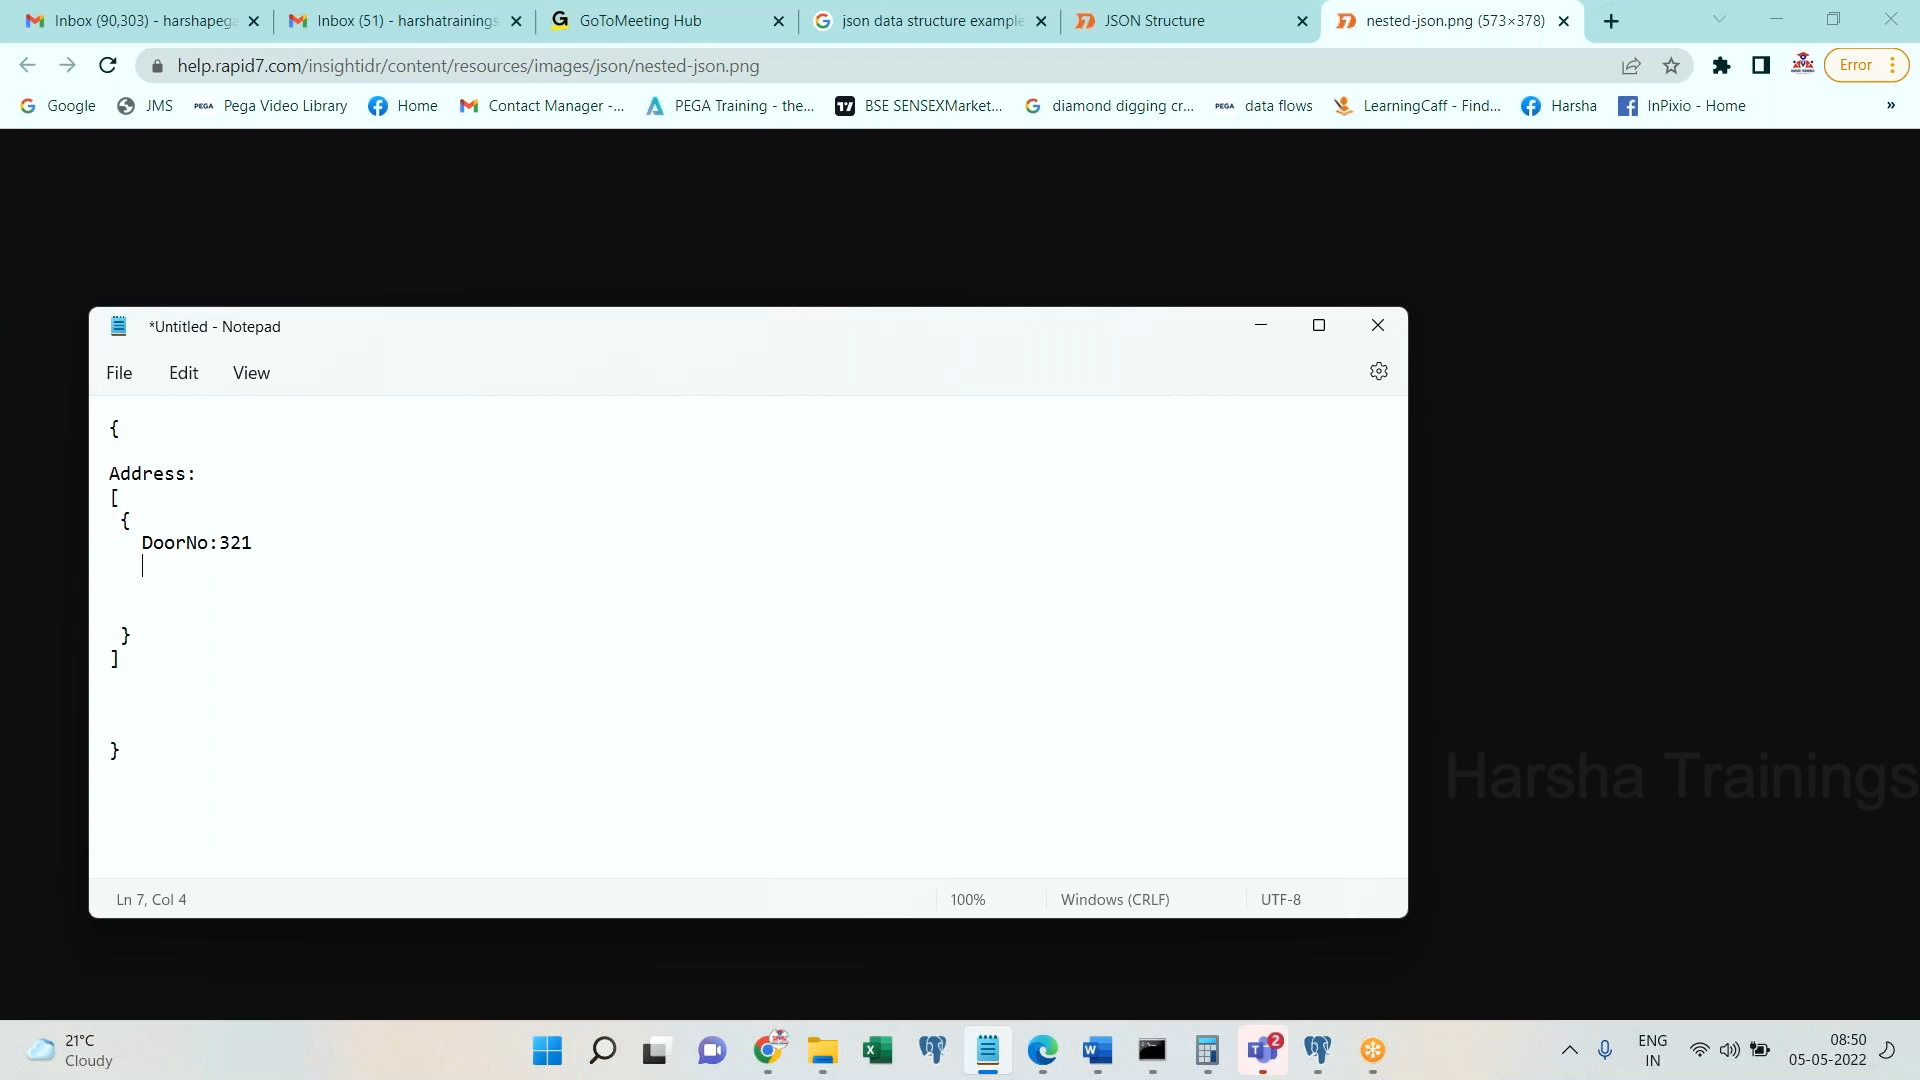 Inbox (90,303) - harshapega
Inbox (51) - harshatrainings
GoToMeeting Hub
json data structure example
JSON Structure
nested-json.png (573×378)
help.rapid7.com/insightidr/content/resources/images/json/nested-json.png
Error
Google
JMS
PEGA Pega Video Library
Home
Contact Manager -...
PEGA Training - the...
BSE SENSEXMarket...
diamond digging cr...
PEGA data flows
LearningCaff - Find...
Harsha
InPixio - Home
»
*Untitled - Notepad
File Edit View
{
Address:
[
{
DoorNo:321
}
]
}
Harsha Trainings
Ln 7, Col 4
100%
Windows (CRLF)
UTF-8
21°C
Cloudy
2
ENG
IN
08:50
05-05-2022